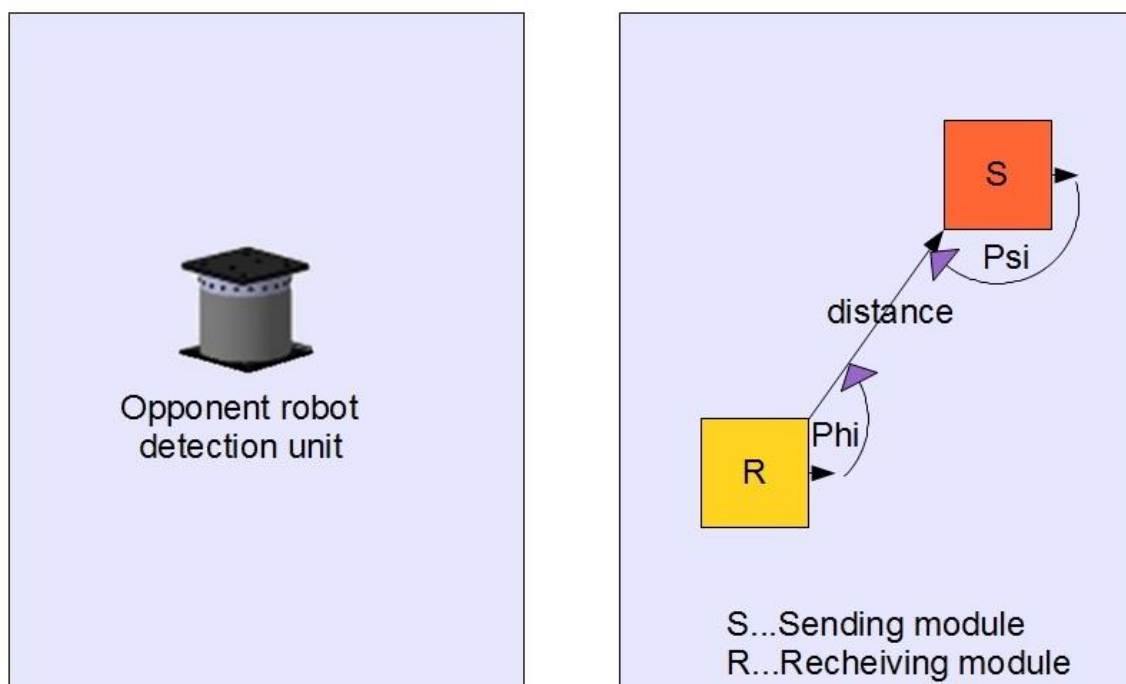 Opponent robot
detection unit
S
Psi
distance
Phi
R
S...Sending module
R...Recheiving module